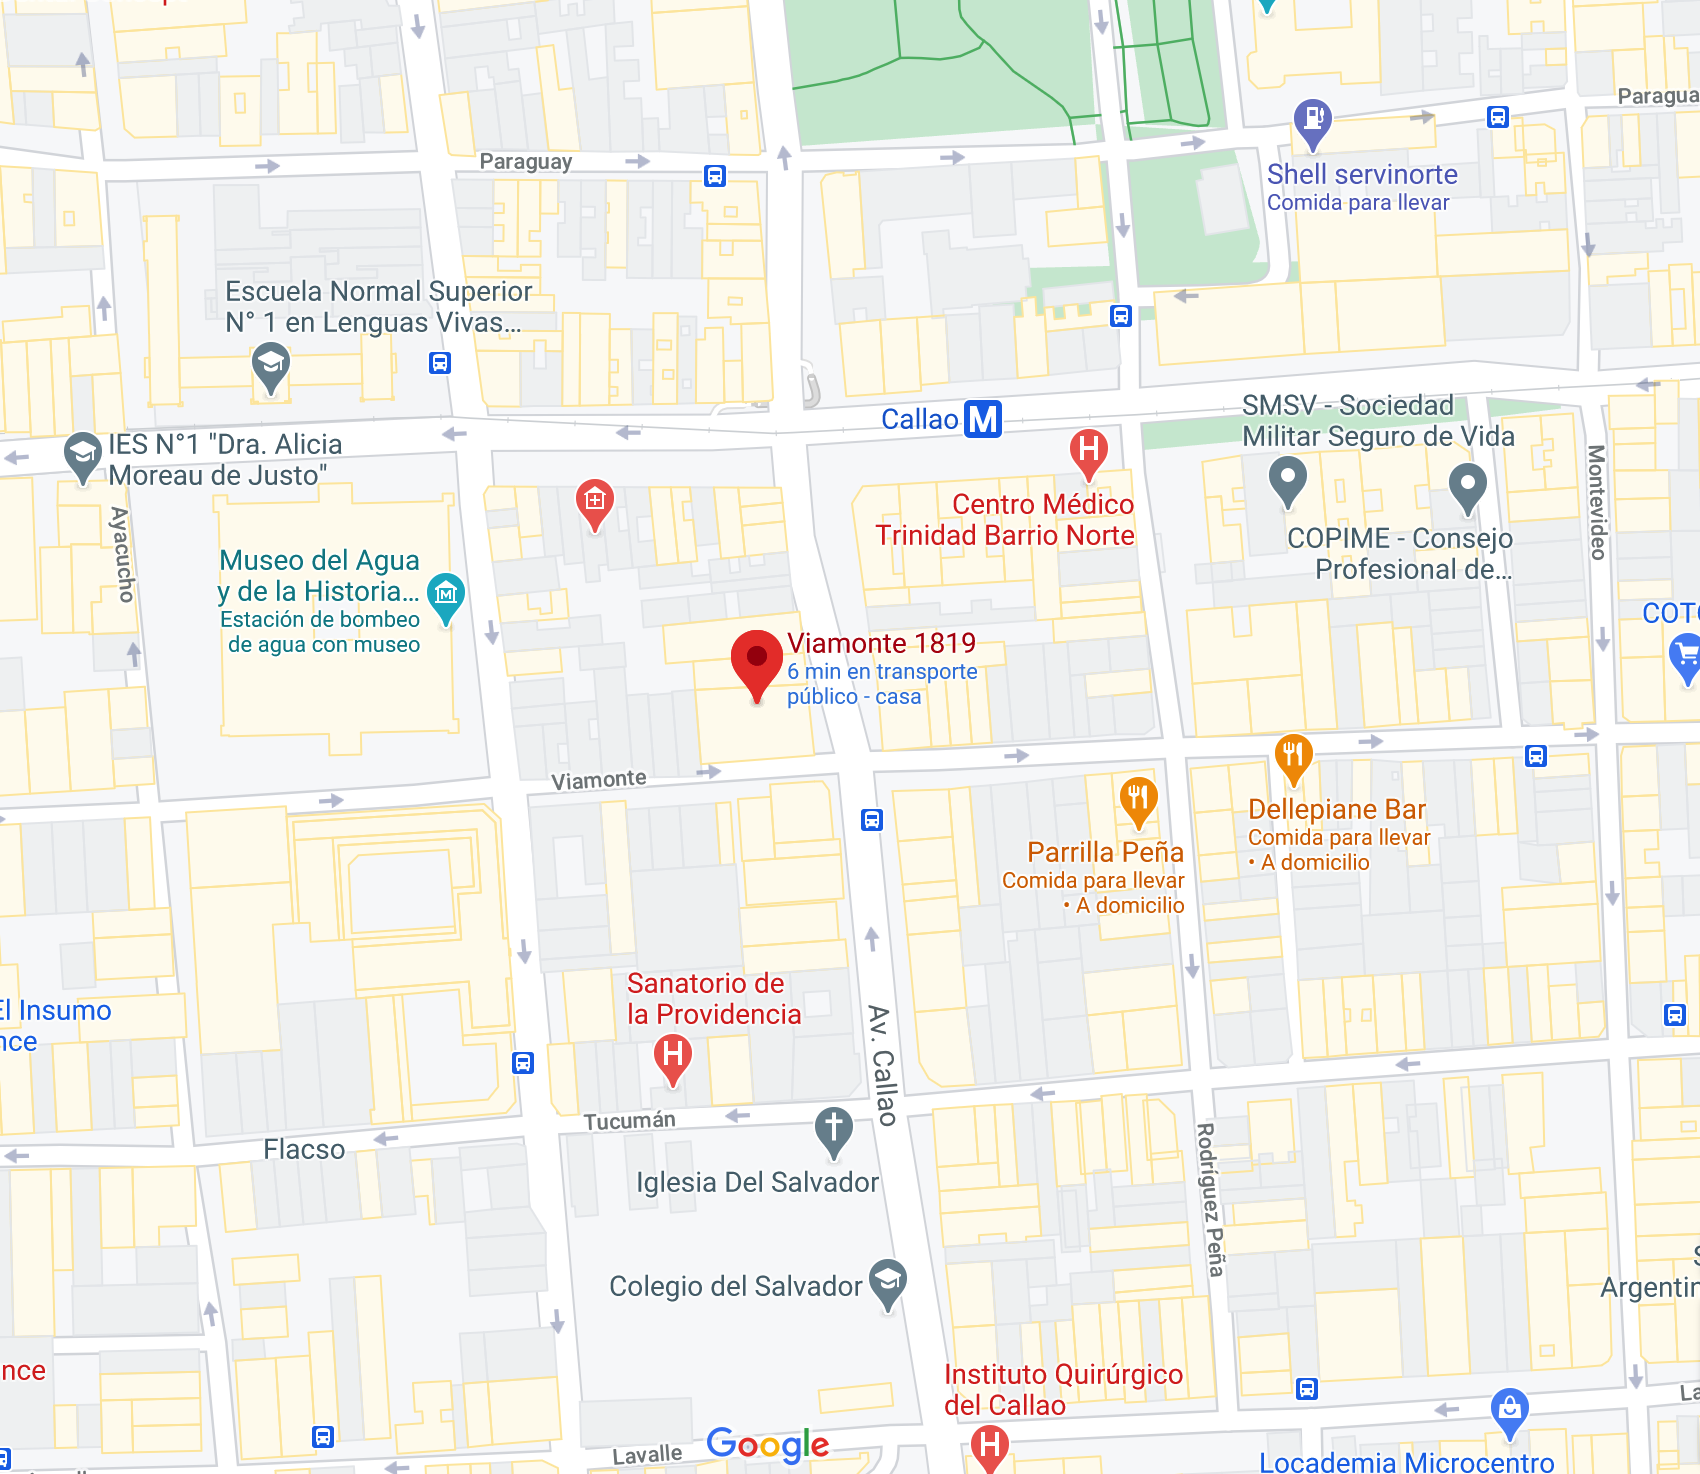 Paraguay
Paragua
Shell servinorte
Comida para llevar
Escuela Normal Superior
N° 1 en Lenguas Vivas...
Callao M
SMSV - Sociedad
Militar Seguro de Vida
IES N°1 "Dra. Alicia
Moreau de Justo"
Ayacucho
Montevideo
H
Centro Médico
Trinidad Barrio Norte
COPIME - Consejo
Profesional de...
Museo del Agua
y de la Historia...
Estación de bombeo
de agua con museo
M
COTO
Viamonte 1819
6 min en transporte
público - casa
Viamonte
Dellepiane Bar
Comida para llevar
• A domicilio
Parrilla Peña
Comida para llevar
• A domicilio
El Insumo
nce
Sanatorio de
la Providencia
H
Av. Callao
Tucumán
Flacso
Iglesia Del Salvador
Rodríguez Peña
Colegio del Salvador
S
Argentin
nce
Instituto Quirúrgico
del Callao
H
La
Lavalle
Google
Locademia Microcentro